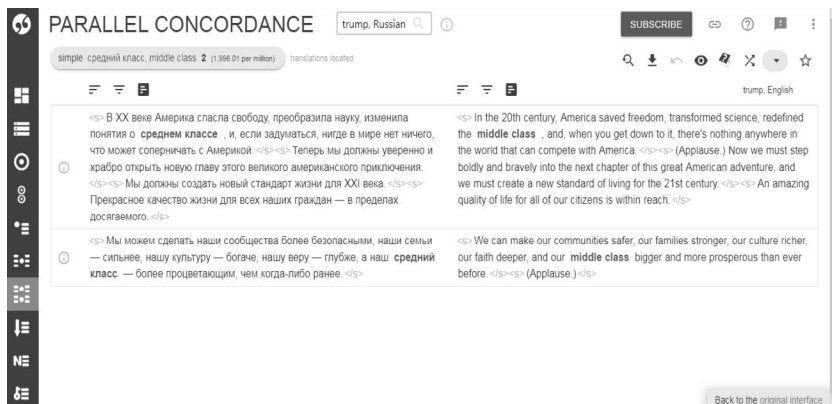 PARALLEL CONCORDANCE
trump, Russian
SUBSCRIBE
simple средний класс, middle class 2 (1,996.01 per million)
translations located
trump, English
<s> В XX веке Америка спасла свободу, преобразила науку, изменила
понятия о среднем классе , и, если задуматься, нигде в мире нет ничего,
что может соперничать с Америкой. </s><s> Теперь мы должны уверенно и
храбро открыть новую главу этого великого американского приключения.
</s><s> Мы должны создать новый стандарт жизни для XXI века. </s><s>
Прекрасное качество жизни для всех наших граждан — в пределах
досягаемого. </s>
<s> In the 20th century, America saved freedom, transformed science, redefined
the middle class , and, when you get down to it, there's nothing anywhere in
the world that can compete with America. </s><s> (Applause.) Now we must step
boldly and bravely into the next chapter of this great American adventure, and
we must create a new standard of living for the 21st century. </s><s> An amazing
quality of life for all of our citizens is within reach. </s>
<s> Мы можем сделать наши сообщества более безопасными, наши семьи
— сильнее, нашу культуру — богаче, нашу веру — глубже, а наш средний
класс — более процветающим, чем когда-либо ранее. </s>
<s> We can make our communities safer, our families stronger, our culture richer,
our faith deeper, and our middle class bigger and more prosperous than ever
before. </s><s> (Applause.) </s>
Back to the original interface